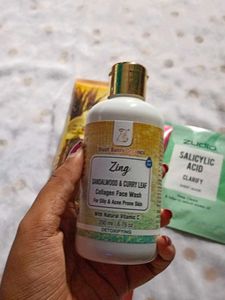 Zing
SANDALWOOD & CURRY LEAF
Collagen Face Wash
For Oily & Acne Prone Skin
With Natural Vitamin C
DETOXIFYING
ZUDIO
SALICYLIC
ACID
CLARIFY